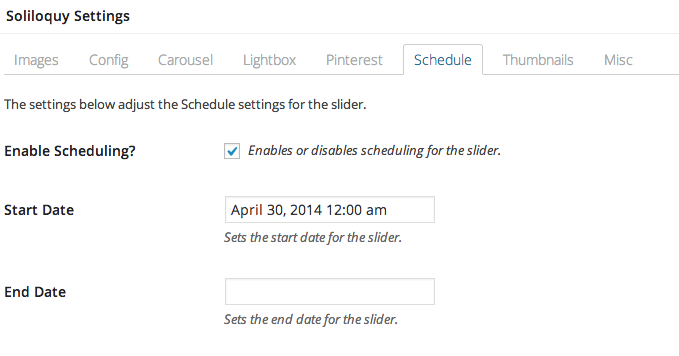 Soliloquy Settings
Images Config Carousel Lightbox Pinterest Schedule Thumbnails Misc
The settings below adjust the Schedule settings for the slider.
Enable Scheduling? Enables or disables scheduling for the slider.
Start Date April 30, 2014 12:00 am
Sets the start date for the slider.
End Date
Sets the end date for the slider.